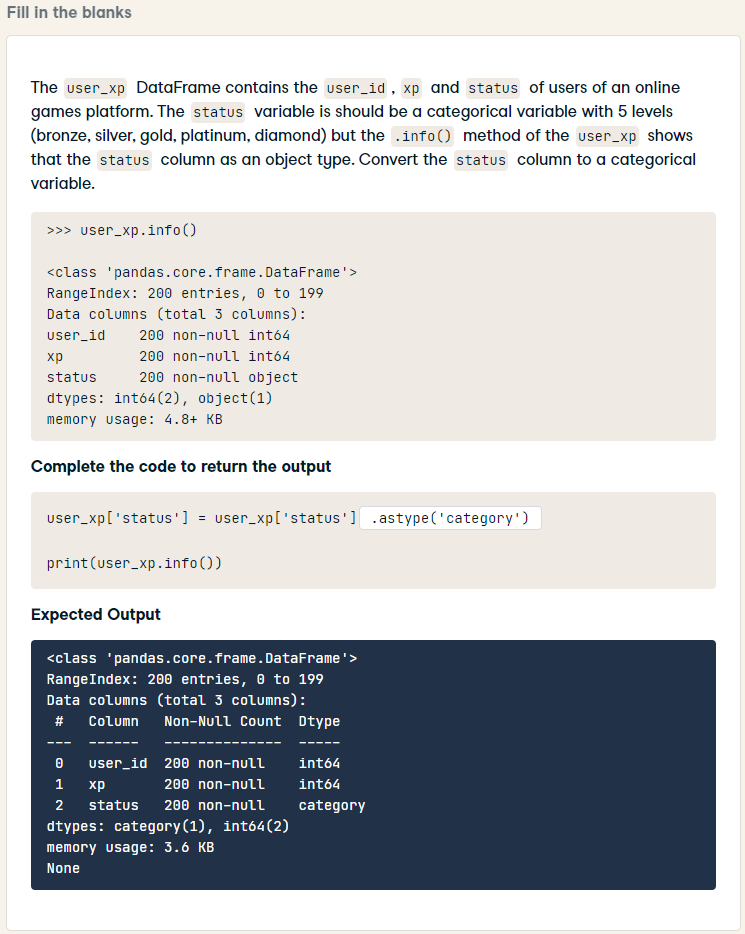 Fill in the blanks
The user_xp DataFrame contains the user_id , xp and status of users of an online
games platform. The status variable is should be a categorical variable with 5 levels
(bronze, silver, gold, platinum, diamond) but the .info() method of the user_xp shows
that the status column as an object type. Convert the status column to a categorical
variable.
>>> user_xp.info()
<class 'pandas.core.frame.DataFrame'>
RangeIndex: 200 entries, 0 to 199
Data columns (total 3 columns):
user_id    200 non-null int64
xp         200 non-null int64
status     200 non-null object
dtypes: int64(2), object(1)
memory usage: 4.8+ KB
Complete the code to return the output
user_xp['status'] = user_xp['status'] .astype('category')
print(user_xp.info())
Expected Output
<class 'pandas.core.frame.DataFrame'>
RangeIndex: 200 entries, 0 to 199
Data columns (total 3 columns):
 #   Column   Non-Null Count  Dtype
---  ------   --------------  -----
 0   user_id  200 non-null    int64
 1   xp       200 non-null    int64
 2   status   200 non-null    category
dtypes: category(1), int64(2)
memory usage: 3.6 KB
None